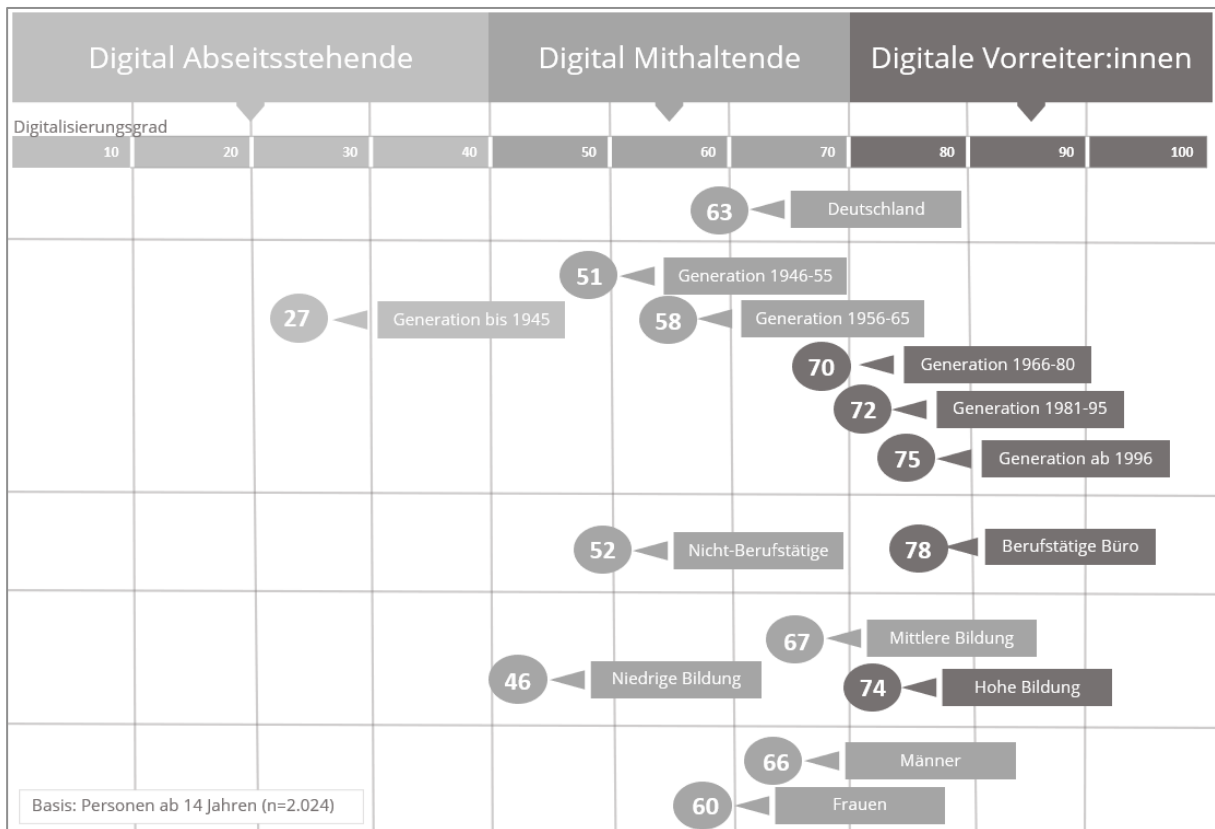 Digital Abseitsstehende
Digital Mithaltende
Digitale Vorreiter:innen
Digitalisierungsgrad
10 20 30 40 50 60 70 80 90 100
63 Deutschland
51 Generation 1946-55
27 Generation bis 1945
58 Generation 1956-65
70 Generation 1966-80
72 Generation 1981-95
75 Generation ab 1996
52 Nicht-Berufstätige
78 Berufstätige Büro
67 Mittlere Bildung
46 Niedrige Bildung
74 Hohe Bildung
66 Männer
60 Frauen
Basis: Personen ab 14 Jahren (n=2.024)